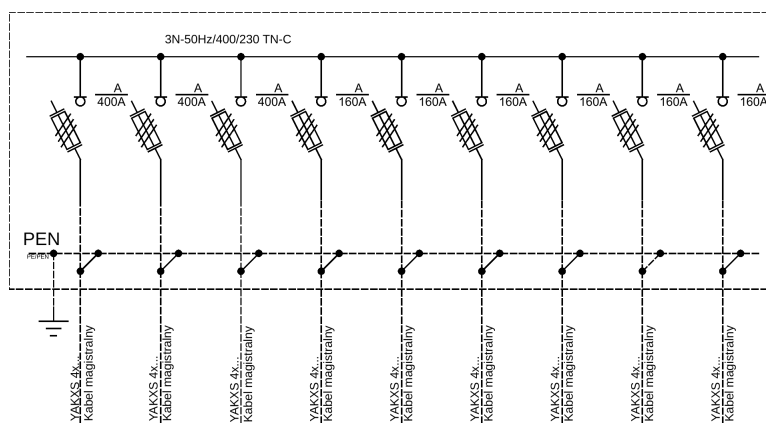 3N-50Hz/400/230 TN-C
A
400A
A
400A
A
400A
A
160A
A
160A
A
160A
A
160A
A
160A
A
160A
PEN
PE/PEN
YAKXS 4x...
Kabel magistralny
YAKXS 4x...
Kabel magistralny
YAKXS 4x...
Kabel magistralny
YAKXS 4x...
Kabel magistralny
YAKXS 4x...
Kabel magistralny
YAKXS 4x...
Kabel magistralny
YAKXS 4x...
Kabel magistralny
YAKXS 4x...
Kabel magistralny
YAKXS 4x...
Kabel magistralny